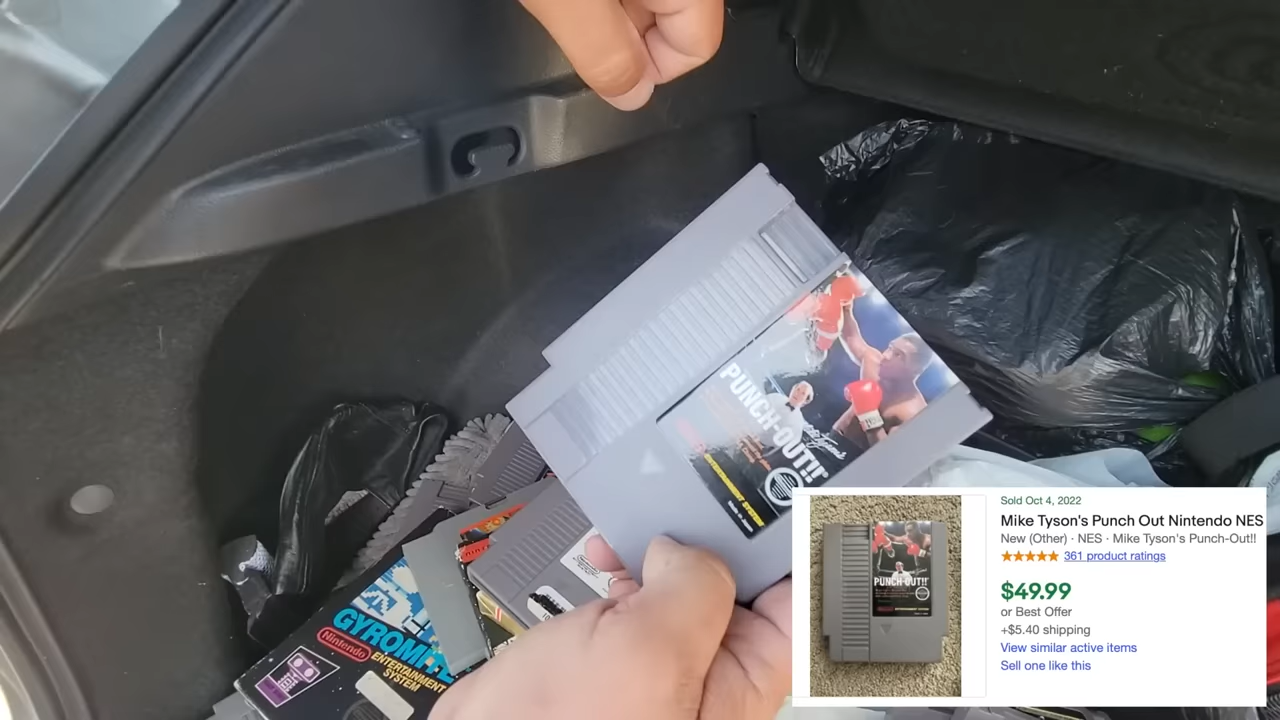 PUNCH-OUT!!
ENTERTAINMENT SYSTEM
GYROMITE
Nintendo
ENTERTAINMENT
SYSTEM
Sold Oct 4, 2022
Mike Tyson's Punch Out Nintendo NES
New (Other) · NES · Mike Tyson's Punch-Out!!
361 product ratings
$49.99
or Best Offer
+$5.40 shipping
View similar active items
Sell one like this
PUNCH-OUT!!